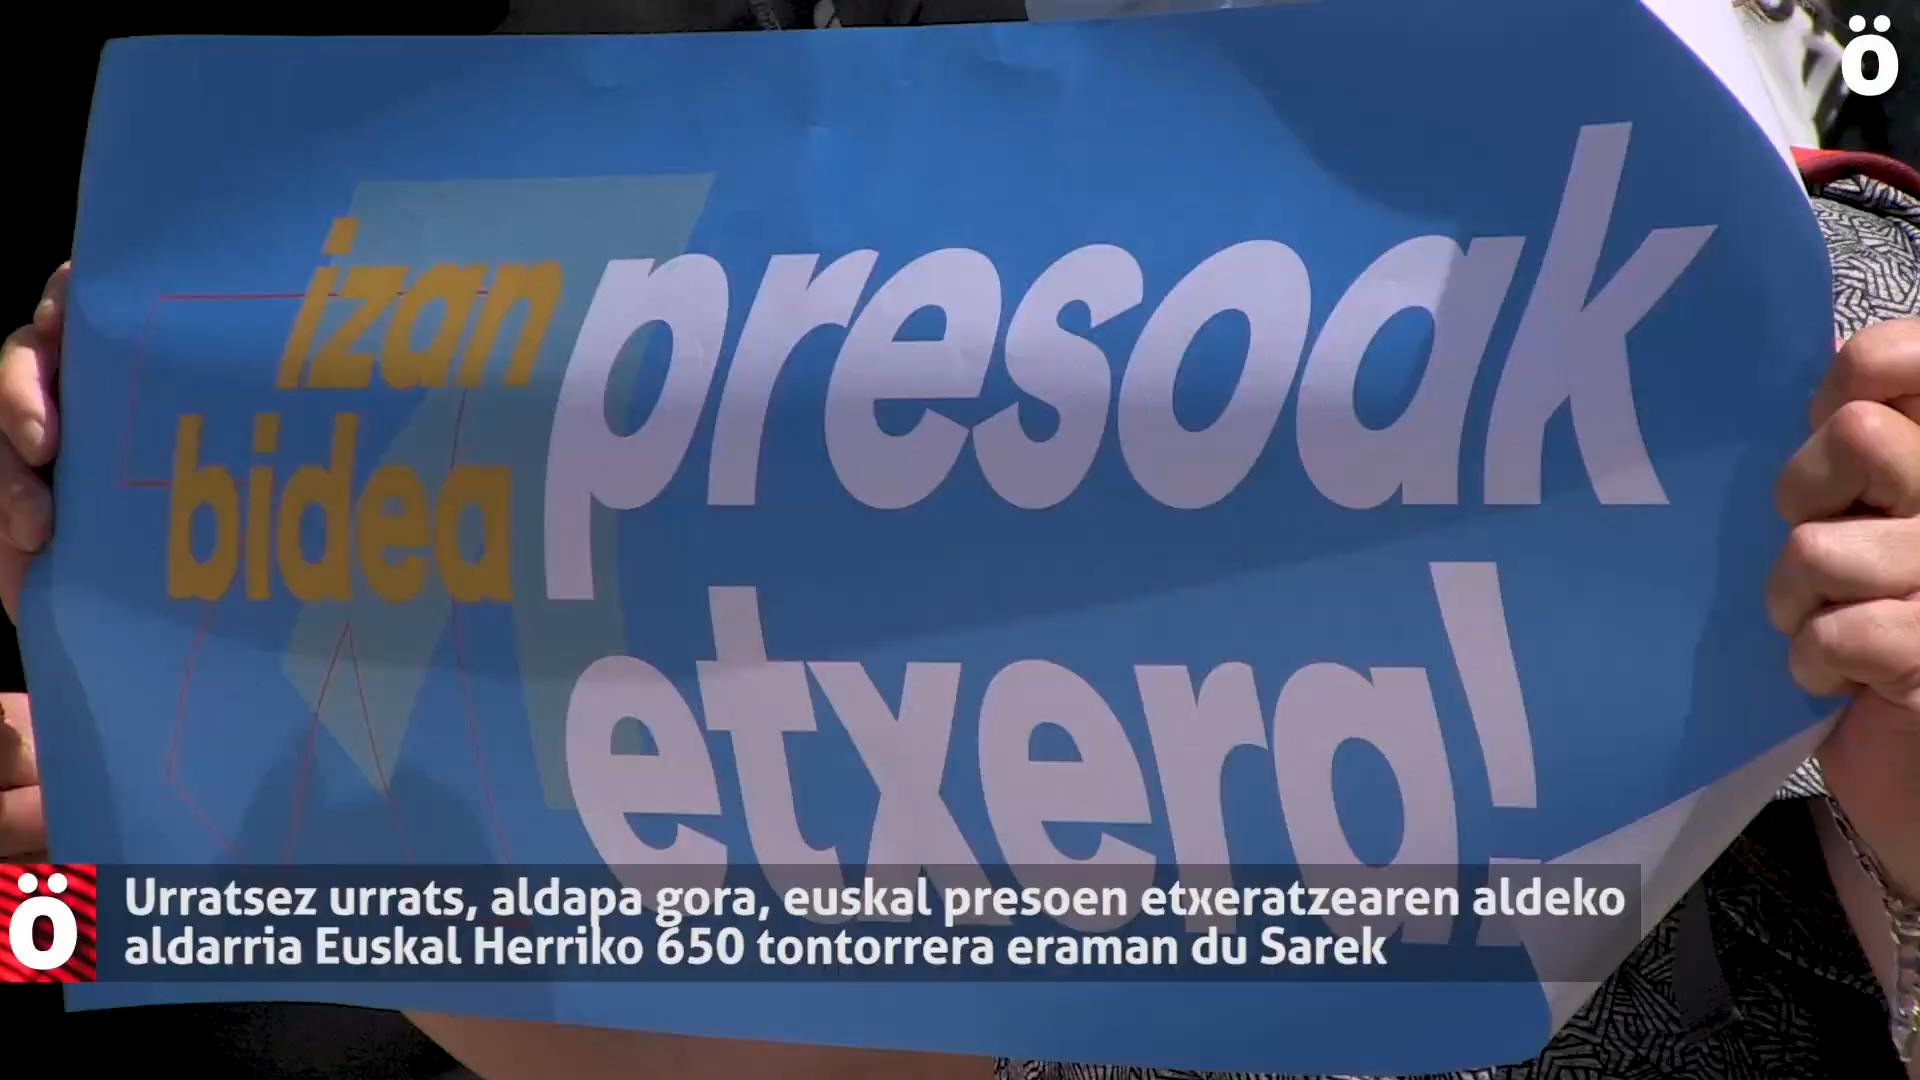 ö
izan
bidea
presoak
etxera!
ö
Urratsez urrats, aldapa gora, euskal presoen etxeratzearen aldeko
aldarria Euskal Herriko 650 tontorrera eraman du Sarek